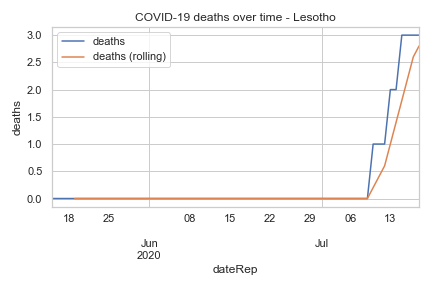 COVID-19 deaths over time - Lesotho
deaths
deaths (rolling)
deaths
3.0
2.5
2.0
1.5
1.0
0.5
0.0
18 25 08 15 22 29 06 13
Jun Jul
2020
dateRep